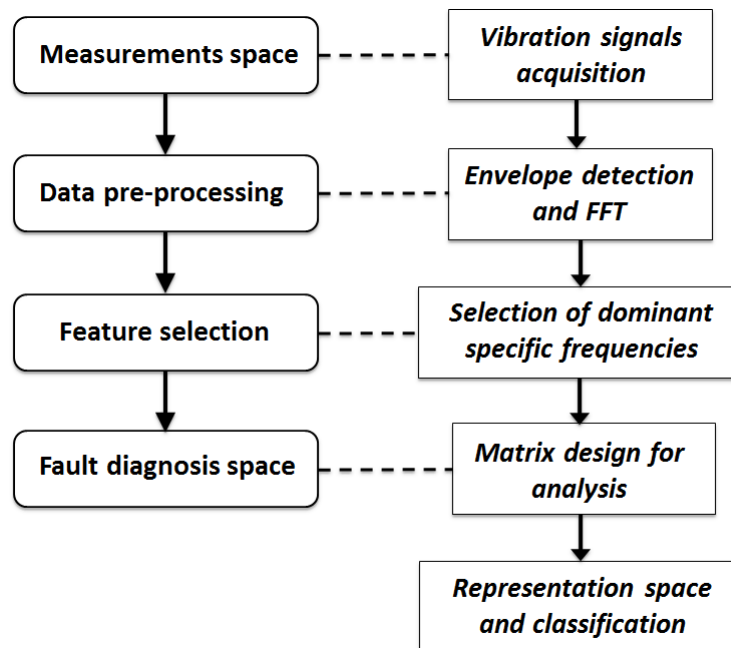 Measurements space
Vibration signals
acquisition
Data pre-processing
Envelope detection
and FFT
Feature selection
Selection of dominant
specific frequencies
Fault diagnosis space
Matrix design for
analysis
Representation space
and classification